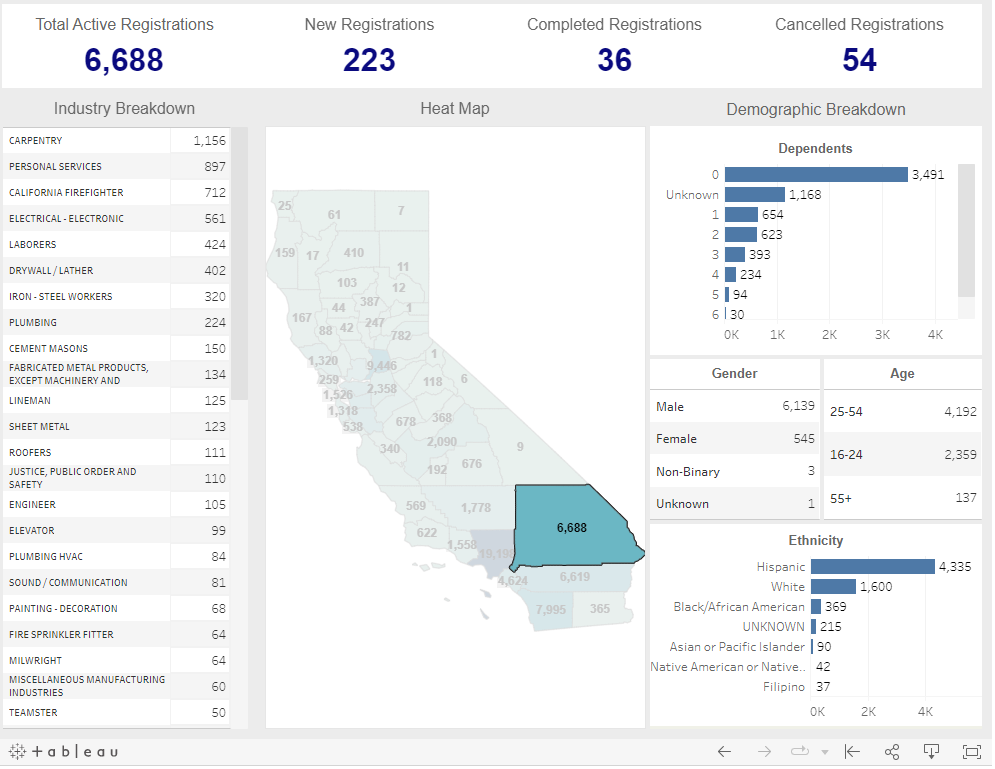 Total Active Registrations
6,688
New Registrations
223
Completed Registrations
36
Cancelled Registrations
54
Industry Breakdown
CARPENTRY 1,156
PERSONAL SERVICES 897
CALIFORNIA FIREFIGHTER 712
ELECTRICAL - ELECTRONIC 561
LABORERS 424
DRYWALL / LATHER 402
IRON - STEEL WORKERS 320
PLUMBING 224
CEMENT MASONS 150
FABRICATED METAL PRODUCTS,
EXCEPT MACHINERY AND 134
LINEMAN 125
SHEET METAL 123
ROOFERS 111
JUSTICE, PUBLIC ORDER AND
SAFETY 110
ENGINEER 105
ELEVATOR 99
PLUMBING HVAC 84
SOUND / COMMUNICATION 81
PAINTING - DECORATION 68
FIRE SPRINKLER FITTER 64
MILWRIGHT 64
MISCELLANEOUS MANUFACTURING
INDUSTRIES 60
TEAMSTER 50
Heat Map
25
61
7
159
17
410
11
103
12
387
1
167
44
88
42
247
782
1,320
9,446
1
259
2,358
118
6
1,526
1,318
538
678
368
340
2,090
9
192
676
569
1,778
6,688
622
1,558
4,624
6,619
7,995
365
Demographic Breakdown
Dependents
0 3,491
Unknown 1,168
1 654
2 623
3 393
4 234
5 94
6 30
0K 1K 2K 3K 4K
Gender
Male 6,139
Female 545
Non-Binary 3
Unknown 1
Age
25-54 4,192
16-24 2,359
55+ 137
Ethnicity
Hispanic 4,335
White 1,600
Black/African American 369
UNKNOWN 215
Asian or Pacific Islander 90
Native American or Native.. 42
Filipino 37
0K 2K 4K
+ a b l e a u